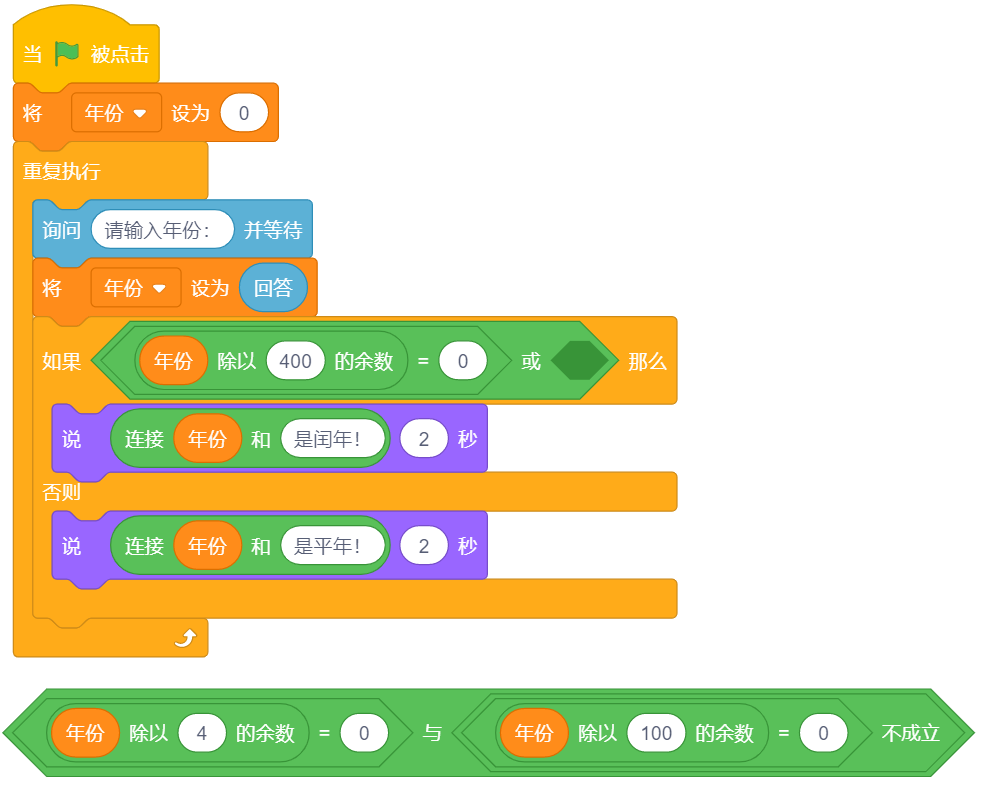 当 被点击
将 年份 设为 0
重复执行
询问 请输入年份： 并等待
将 年份 设为 回答
如果 年份 除以 400 的余数 = 0 或 那么
说 连接 年份 和 是闰年！ 2 秒
否则
说 连接 年份 和 是平年！ 2 秒
年份 除以 4 的余数 = 0 与 年份 除以 100 的余数 = 0 不成立